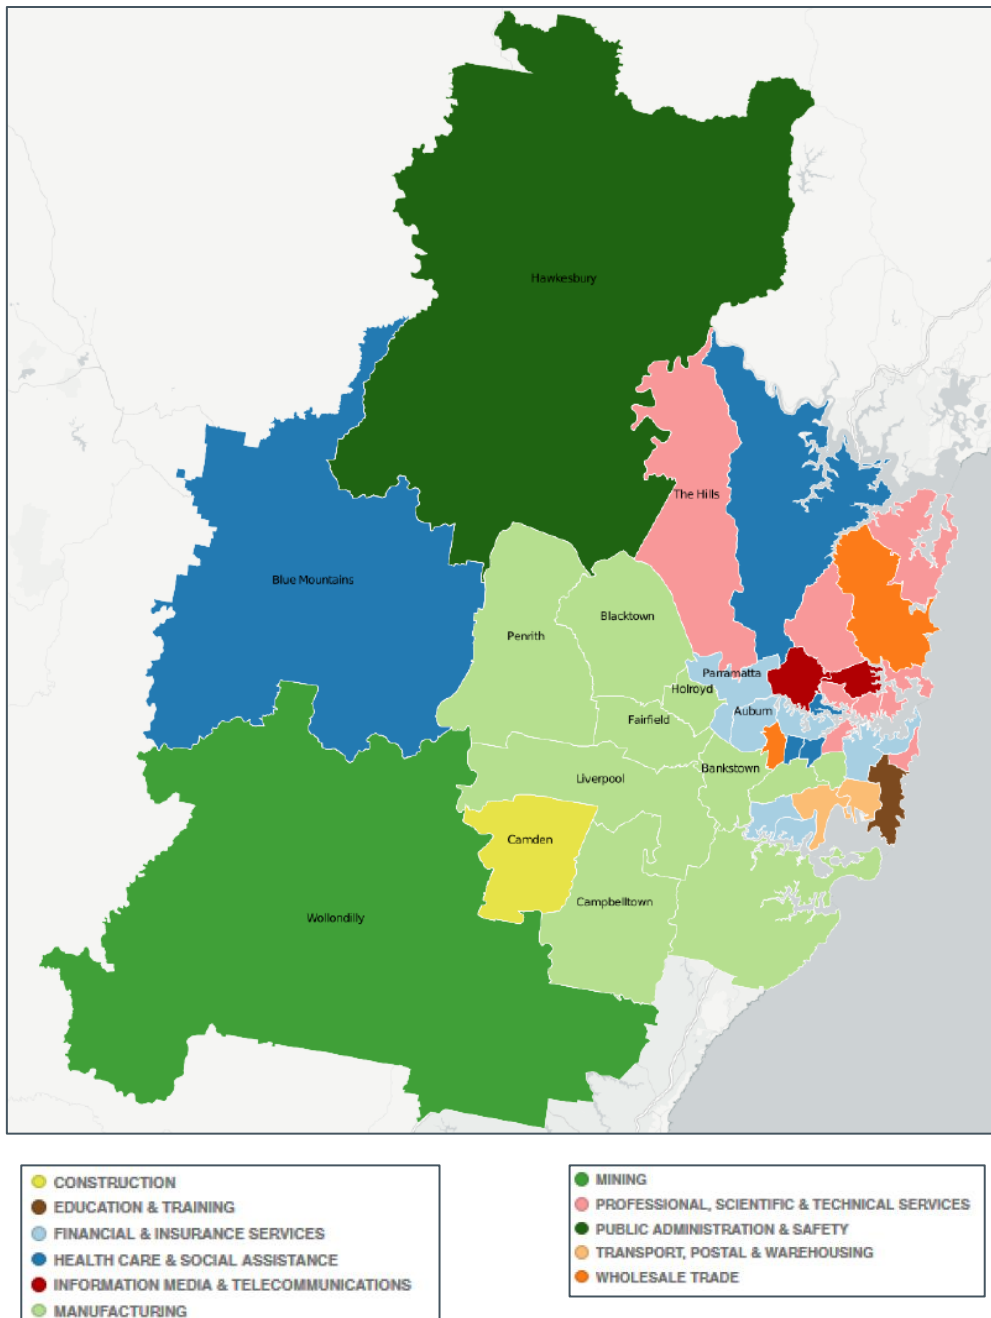 Hawkesbury
The Hills
Blue Mountains
Blacktown
Penrith
Parramatta
Holroyd
Auburn
Fairfield
Bankstown
Liverpool
Camden
Campbelltown
Wollondilly
CONSTRUCTION
EDUCATION & TRAINING
FINANCIAL & INSURANCE SERVICES
HEALTH CARE & SOCIAL ASSISTANCE
INFORMATION MEDIA & TELECOMMUNICATIONS
MANUFACTURING
MINING
PROFESSIONAL, SCIENTIFIC & TECHNICAL SERVICES
PUBLIC ADMINISTRATION & SAFETY
TRANSPORT, POSTAL & WAREHOUSING
WHOLESALE TRADE